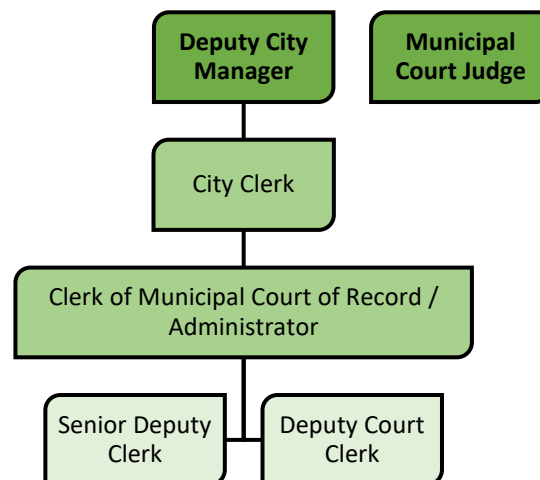 Deputy City
Manager
Municipal
Court Judge
City Clerk
Clerk of Municipal Court of Record /
Administrator
Senior Deputy
Clerk
Deputy Court
Clerk